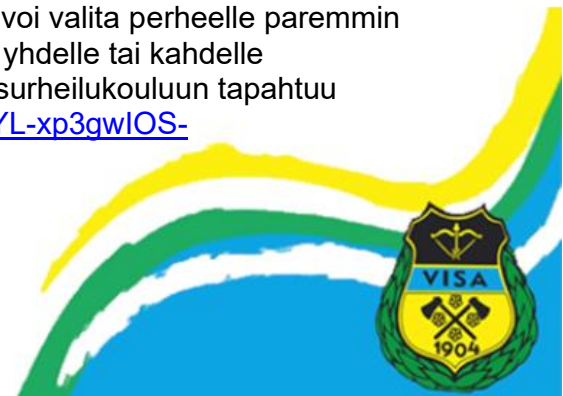 voi valita perheelle paremmin
yhdelle tai kahdelle
surheilukouluun tapahtuu
YL-xp3gwIOS-
VISA
1904